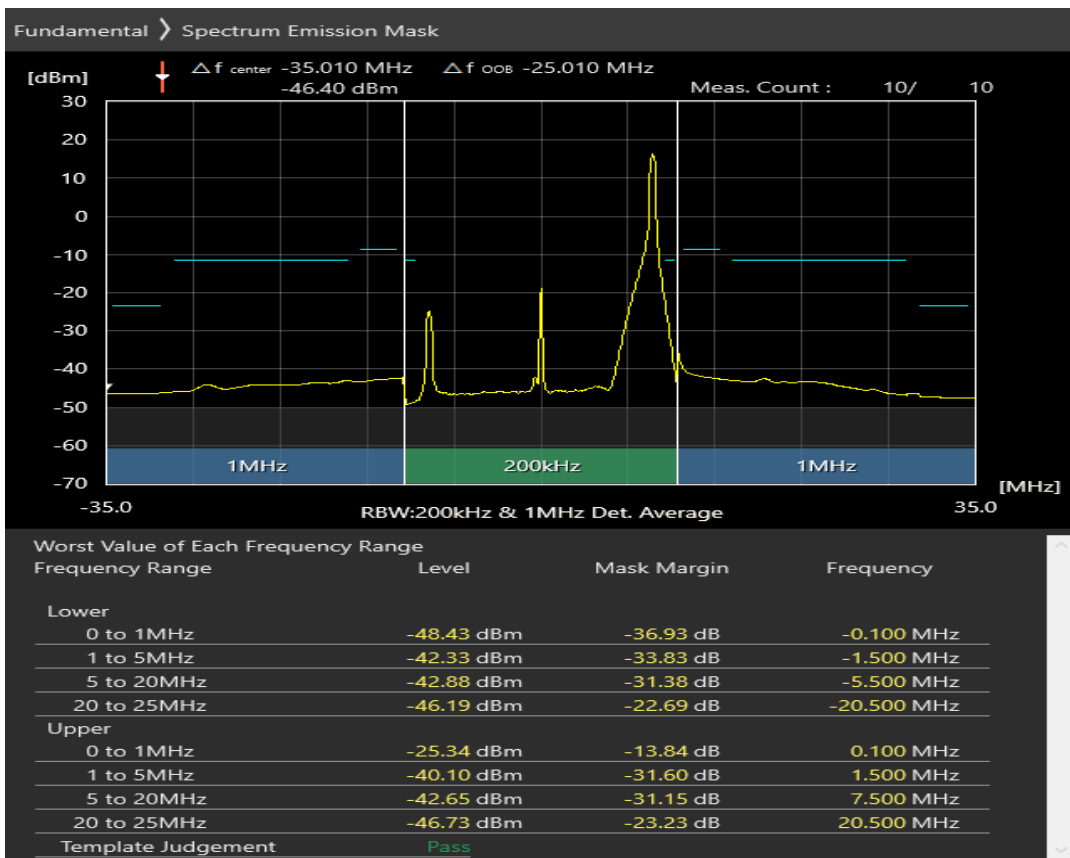 Fundamental ❯ Spectrum Emission Mask
[dBm] △f center -35.010 MHz △f OOB -25.010 MHz
-46.40 dBm Meas. Count : 10/ 10
30
20
10
0
-10
-20
-30
-40
-50
-60
1MHz 200kHz 1MHz
-70 [MHz]
-35.0 RBW:200kHz & 1MHz Det. Average 35.0
Worst Value of Each Frequency Range
Frequency Range Level Mask Margin Frequency
Lower
0 to 1MHz -48.43 dBm -36.93 dB -0.100 MHz
1 to 5MHz -42.33 dBm -33.83 dB -1.500 MHz
5 to 20MHz -42.88 dBm -31.38 dB -5.500 MHz
20 to 25MHz -46.19 dBm -22.69 dB -20.500 MHz
Upper
0 to 1MHz -25.34 dBm -13.84 dB 0.100 MHz
1 to 5MHz -40.10 dBm -31.60 dB 1.500 MHz
5 to 20MHz -42.65 dBm -31.15 dB 7.500 MHz
20 to 25MHz -46.73 dBm -23.23 dB 20.500 MHz
Template Judgement Pass